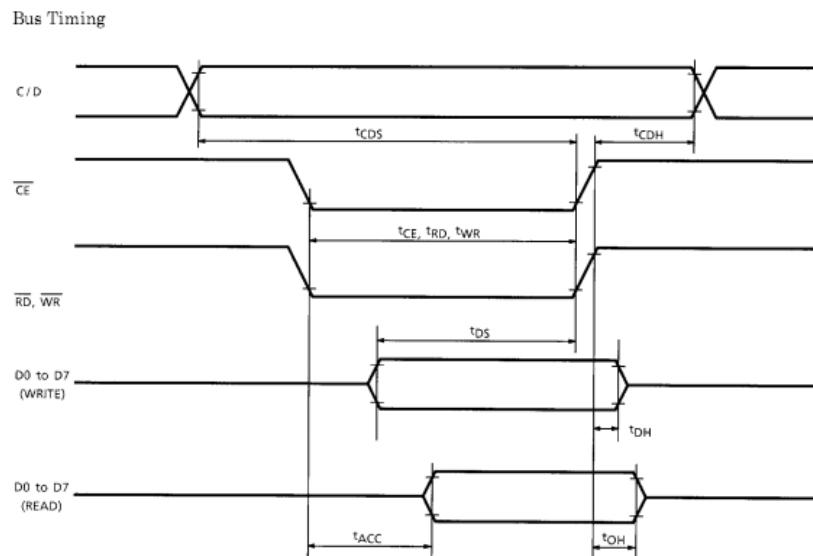 Bus Timing
C / D
tCDS
tCDH
CE
tCE, tRD, tWR
RD, WR
tDS
D0 to D7
(WRITE)
tDH
D0 to D7
(READ)
tACC
tOH